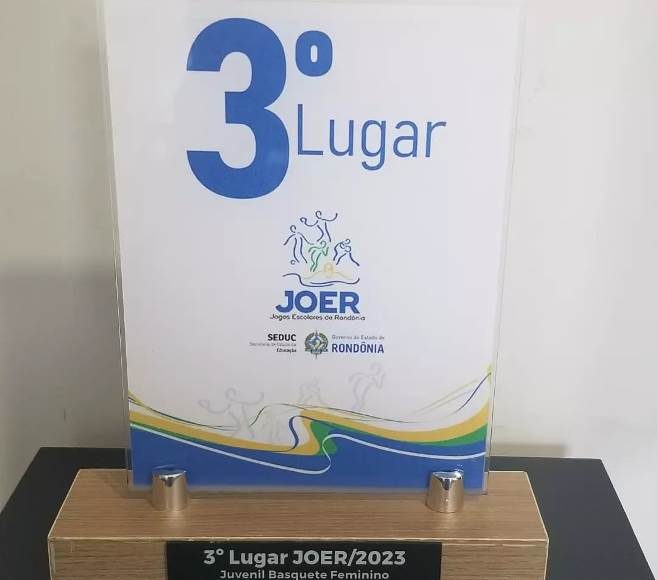 3º
Lugar
JOER
Jogos Escolares de Rondônia
SEDUC
Secretaria de Estado da
Educação
Governo do Estado de
RONDÔNIA
3º Lugar JOER/2023
Juvenil Basquete Feminino